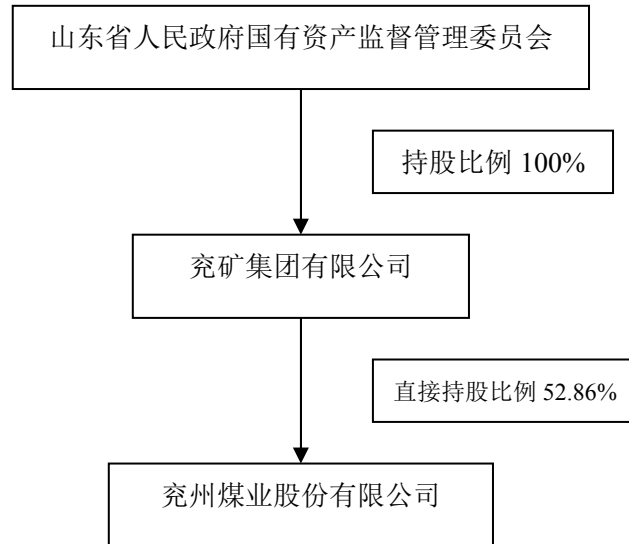 山东省人民政府国有资产监督管理委员会
持股比例 100%
兖矿集团有限公司
直接持股比例 52.86%
兖州煤业股份有限公司